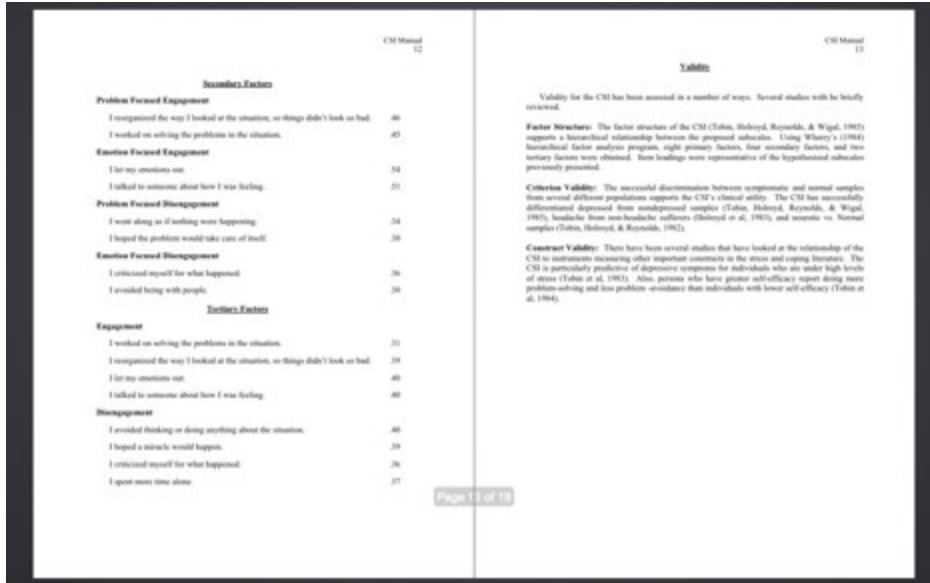 CSI Manual
12
Secondary Factors
Problem Focused Engagement
I reorganized the way I looked at the situation, so things didn't look so bad. .46
I worked on solving the problems in the situation. .45
Emotion Focused Engagement
I let my emotions out. .54
I talked to someone about how I was feeling. .51
Problem Focused Disengagement
I went along as if nothing were happening. .34
I hoped the problem would take care of itself. .30
Emotion Focused Disengagement
I criticized myself for what happened. .36
I avoided being with people. .38
Tertiary Factors
Engagement
I worked on solving the problems in the situation. .31
I reorganized the way I looked at the situation, so things didn't look so bad. .39
I let my emotions out. .40
I talked to someone about how I was feeling. .40
Disengagement
I avoided thinking or doing anything about the situation. .40
I hoped a miracle would happen. .39
I criticized myself for what happened. .36
I spent more time alone. .37
CSI Manual
13
Validity
Validity for the CSI has been assessed in a number of ways. Several studies with be briefly
reviewed.
Factor Structure: The factor structure of the CSI (Tobin, Holroyd, Reynolds, & Wigal, 1985)
supports a hierarchical relationship between the proposed subscales. Using Wherry's (1984)
hierarchical factor analysis program, eight primary factors, four secondary factors, and two
tertiary factors were obtained. Item loadings were representative of the hypothesized subscales
previously presented.
Criterion Validity: The successful discrimination between symptomatic and normal samples
from several different populations supports the CSI's clinical utility. The CSI has successfully
differentiated depressed from nondepressed samples (Tobin, Holroyd, Reynolds, & Wigal,
1985), headache from non-headache sufferers (Holroyd et al, 1983); and neurotic vs. Normal
samples (Tobin, Holroyd, & Reynolds, 1982).
Construct Validity: There have been several studies that have looked at the relationship of the
CSI to instruments measuring other important constructs in the stress and coping literature. The
CSI is particularly predictive of depressive symptoms for individuals who are under high levels
of stress (Tobin et al, 1983). Also, persons who have greater self-efficacy report doing more
problem-solving and less problem -avoidance than individuals with lower self-efficacy (Tobin et
al, 1984).
Page 13 of 19